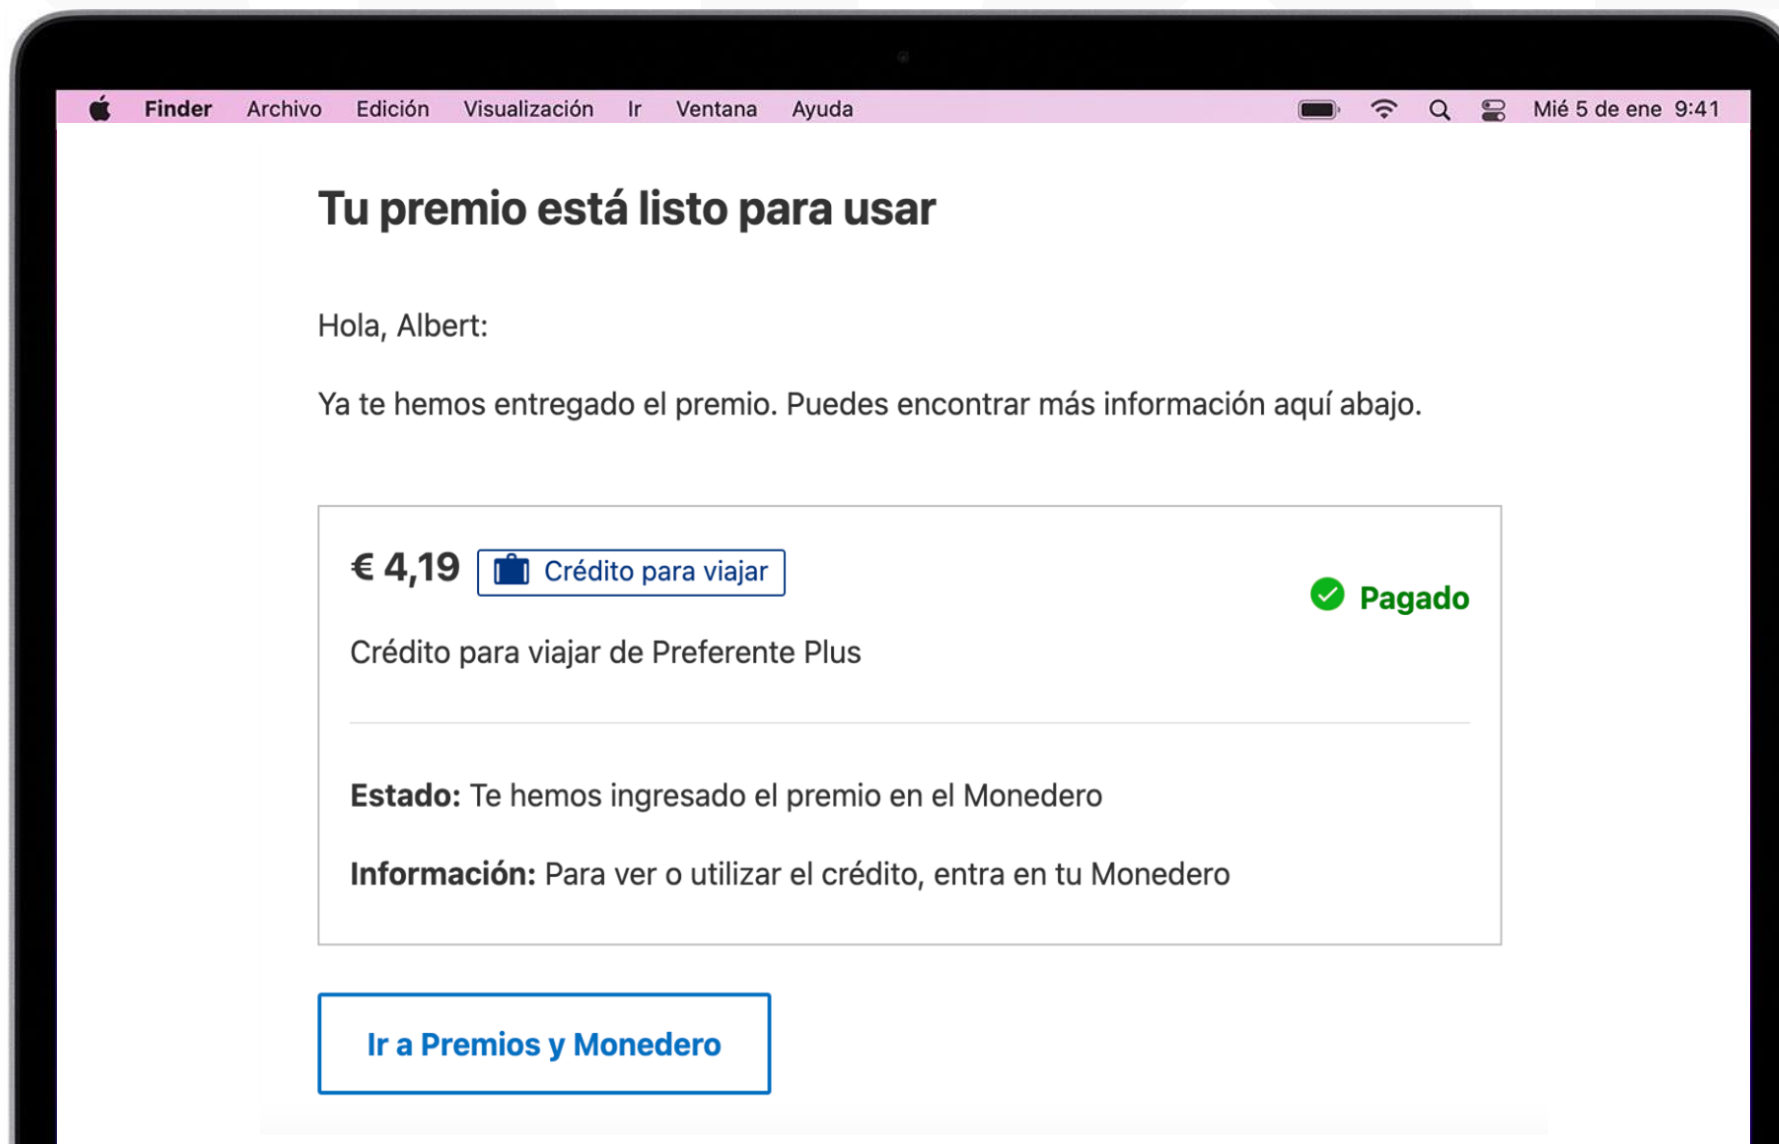 Finder Archivo Edición Visualización Ir Ventana Ayuda Mié 5 de ene 9:41
Tu premio está listo para usar
Hola, Albert:
Ya te hemos entregado el premio. Puedes encontrar más información aquí abajo.
€ 4,19 Crédito para viajar
Pagado
Crédito para viajar de Preferente Plus
Estado: Te hemos ingresado el premio en el Monedero
Información: Para ver o utilizar el crédito, entra en tu Monedero
Ir a Premios y Monedero